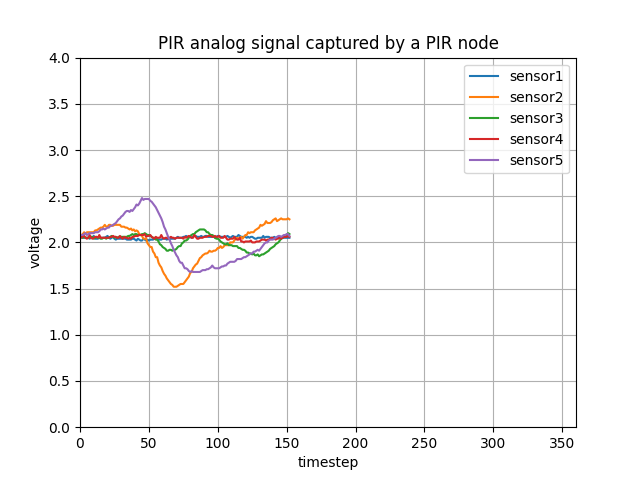 PIR analog signal captured by a PIR node
4.0
3.5
3.0
2.5
2.0
1.5
1.0
0.5
0.0
voltage
sensor1
sensor2
sensor3
sensor4
sensor5
0 50 100 150 200 250 300 350
timestep